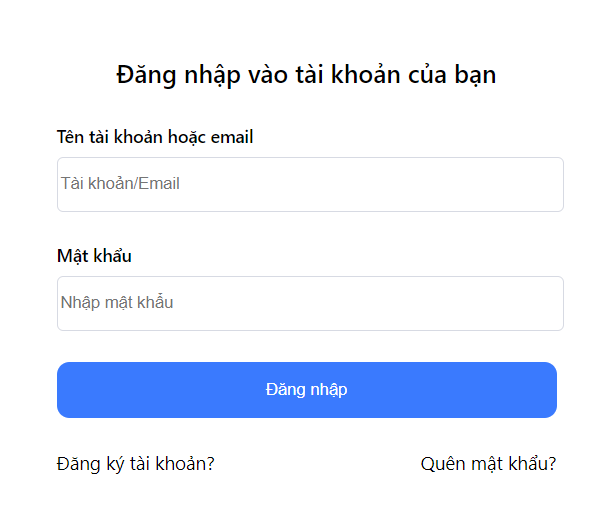 Đăng nhập vào tài khoản của bạn
Tên tài khoản hoặc email
Tài khoản/Email
Mật khẩu
Nhập mật khẩu
Đăng nhập
Đăng ký tài khoản? Quên mật khẩu?